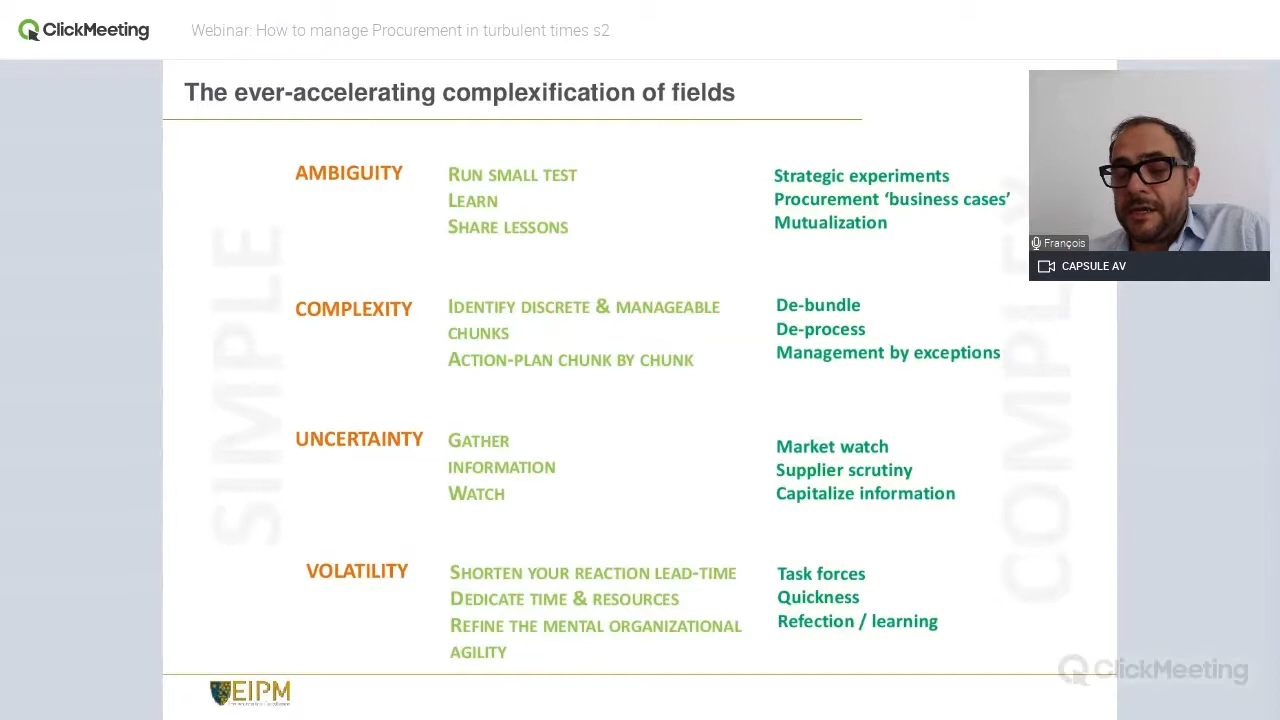 ClickMeeting
Webinar: How to manage Procurement in turbulent times s2
The ever-accelerating complexification of fields
AMBIGUITY
RUN SMALL TEST
LEARN
SHARE LESSONS
Strategic experiments
Procurement ‘business cases’
Mutualization
COMPLEXITY
IDENTIFY DISCRETE & MANAGEABLE
CHUNKS
ACTION-PLAN CHUNK BY CHUNK
De-bundle
De-process
Management by exceptions
UNCERTAINTY
GATHER
INFORMATION
WATCH
Market watch
Supplier scrutiny
Capitalize information
VOLATILITY
SHORTEN YOUR REACTION LEAD-TIME
DEDICATE TIME & RESOURCES
REFINE THE MENTAL ORGANIZATIONAL
AGILITY
Task forces
Quickness
Refection / learning
SIMPLE
COMPLEX
François
CAPSULE AV
EIPM
ClickMeeting